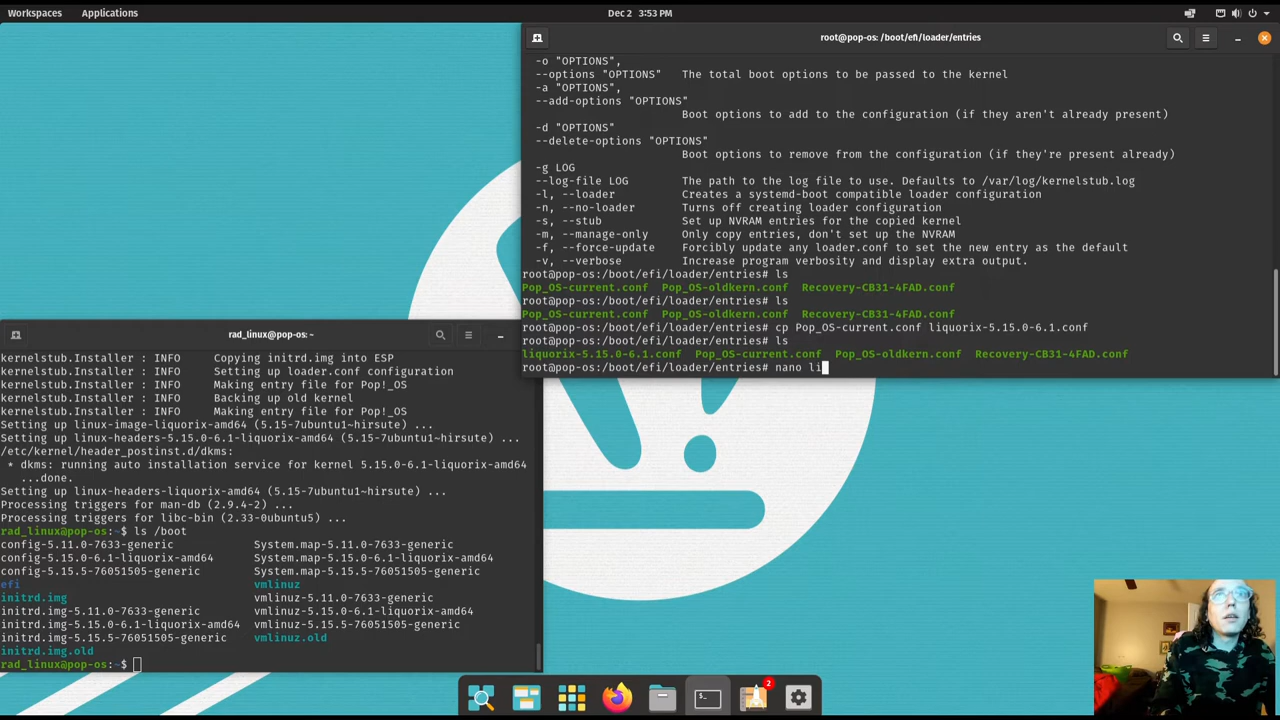 Workspaces Applications Dec 2 3:53 PM
root@pop-os: /boot/efi/loader/entries
-o "OPTIONS",
--options "OPTIONS" The total boot options to be passed to the kernel
-a "OPTIONS",
--add-options "OPTIONS"
Boot options to add to the configuration (if they aren't already present)
-d "OPTIONS"
--delete-options "OPTIONS"
Boot options to remove from the configuration (if they're present already)
-g LOG
--log-file LOG The path to the log file to use. Defaults to /var/log/kernelstub.log
-l, --loader Creates a systemd-boot compatible loader configuration
-n, --no-loader Turns off creating loader configuration
-s, --stub Set up NVRAM entries for the copied kernel
-m, --manage-only Only copy entries, don't set up the NVRAM
-f, --force-update Forcibly update any loader.conf to set the new entry as the default
-v, --verbose Increase program verbosity and display extra output.
root@pop-os:/boot/efi/loader/entries# ls
Pop_OS-current.conf Pop_OS-oldkern.conf Recovery-CB31-4FAD.conf
root@pop-os:/boot/efi/loader/entries# ls
Pop_OS-current.conf Pop_OS-oldkern.conf Recovery-CB31-4FAD.conf
root@pop-os:/boot/efi/loader/entries# cp Pop_OS-current.conf liquorix-5.15.0-6.1.conf
root@pop-os:/boot/efi/loader/entries# ls
liquorix-5.15.0-6.1.conf Pop_OS-current.conf Pop_OS-oldkern.conf Recovery-CB31-4FAD.conf
root@pop-os:/boot/efi/loader/entries# nano li
rad_linux@pop-os: ~
kernelstub.Installer : INFO Copying initrd.img into ESP
kernelstub.Installer : INFO Setting up loader.conf configuration
kernelstub.Installer : INFO Making entry file for Pop!_OS
kernelstub.Installer : INFO Backing up old kernel
kernelstub.Installer : INFO Making entry file for Pop!_OS
Setting up linux-image-liquorix-amd64 (5.15-7ubuntu1~hirsute) ...
Setting up linux-headers-5.15.0-6.1-liquorix-amd64 (5.15-7ubuntu1~hirsute) ...
/etc/kernel/header_postinst.d/dkms:
* dkms: running auto installation service for kernel 5.15.0-6.1-liquorix-amd64
...done.
Setting up linux-headers-liquorix-amd64 (5.15-7ubuntu1~hirsute) ...
Processing triggers for man-db (2.9.4-2) ...
Processing triggers for libc-bin (2.33-0ubuntu5) ...
rad_linux@pop-os:~$ ls /boot
config-5.11.0-7633-generic System.map-5.11.0-7633-generic
config-5.15.0-6.1-liquorix-amd64 System.map-5.15.0-6.1-liquorix-amd64
config-5.15.5-76051505-generic System.map-5.15.5-76051505-generic
efi vmlinuz
initrd.img vmlinuz-5.11.0-7633-generic
initrd.img-5.11.0-7633-generic vmlinuz-5.15.0-6.1-liquorix-amd64
initrd.img-5.15.0-6.1-liquorix-amd64 vmlinuz-5.15.5-76051505-generic
initrd.img-5.15.5-76051505-generic vmlinuz.old
initrd.img.old
rad_linux@pop-os:~$
2